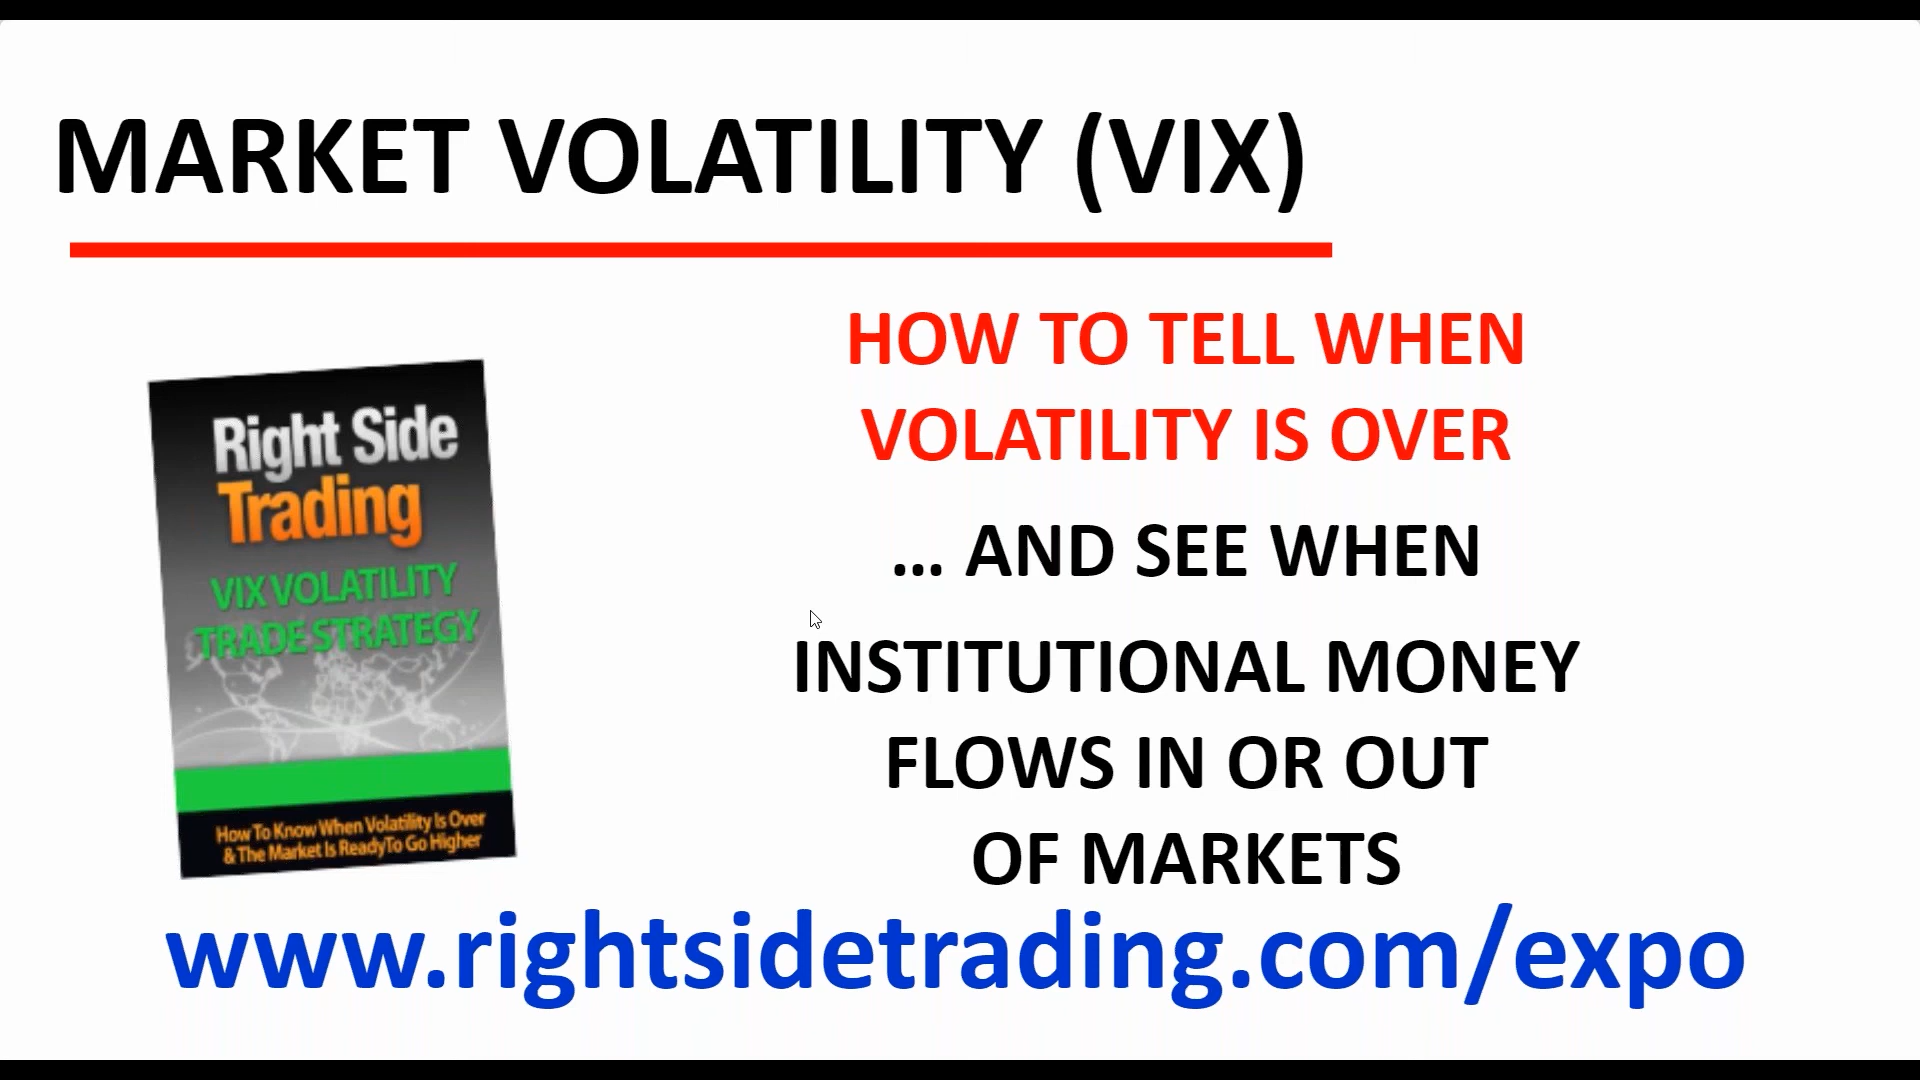 MARKET VOLATILITY (VIX)
HOW TO TELL WHEN
VOLATILITY IS OVER
... AND SEE WHEN
INSTITUTIONAL MONEY
FLOWS IN OR OUT
OF MARKETS
Right Side
Trading
VIX VOLATILITY
TRADE STRATEGY
How To Know When Volatility Is Over
& The Market Is ReadyTo Go Higher
www.rightsidetrading.com/expo